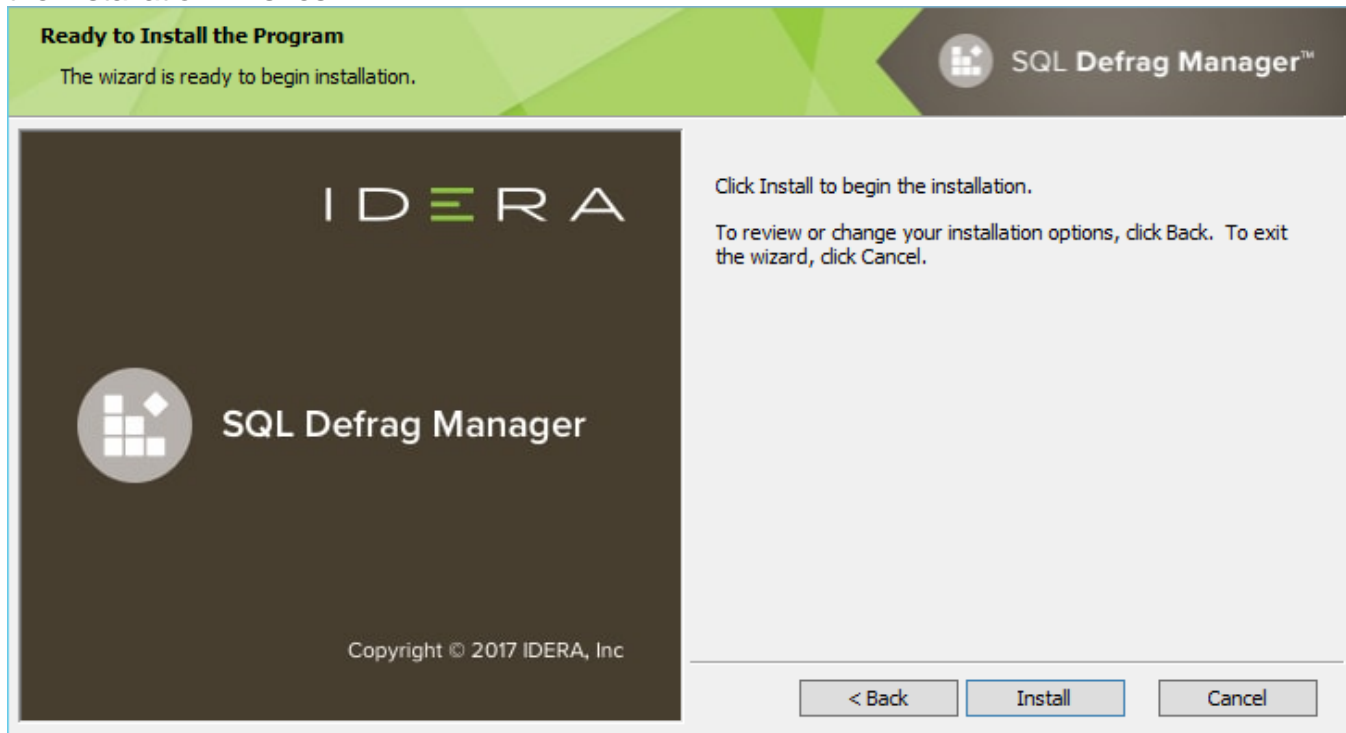 Ready to Install the Program
The wizard is ready to begin installation.
SQL Defrag Manager™
IDERA
SQL Defrag Manager
Copyright © 2017 IDERA, Inc
Click Install to begin the installation.
To review or change your installation options, click Back. To exit
the wizard, click Cancel.
< Back
Install
Cancel